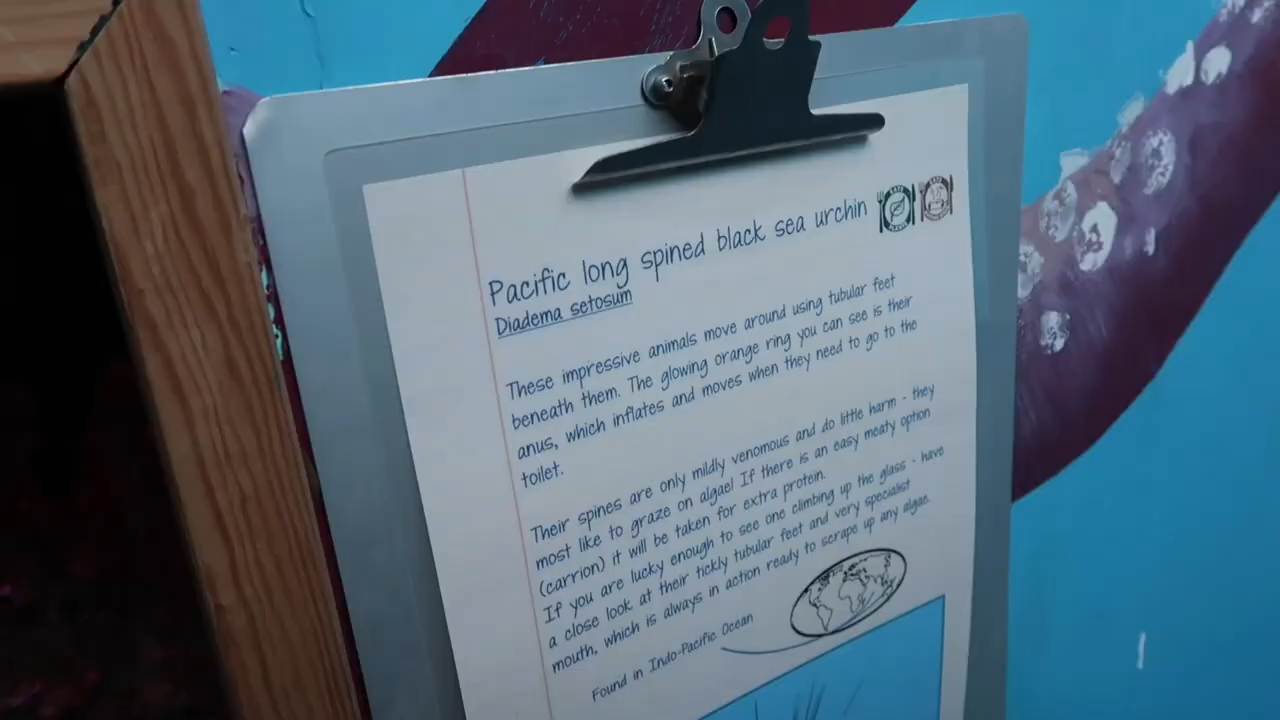 Pacific long spined black sea urchin
Diadema setosum
These impressive animals move around using tubular feet
beneath them. The glowing orange ring you can see is their
anus, which inflates and moves when they need to go to the
toilet.
Their spines are only mildly venomous and do little harm - they
most like to graze on algae! If there is an easy meaty option
(carrion) it will be taken for extra protein.
If you are lucky enough to see one climbing up the glass - have
a close look at their tickly tubular feet and very specialist
mouth, which is always in action ready to scrape up any algae.
Found in Indo-Pacific Ocean